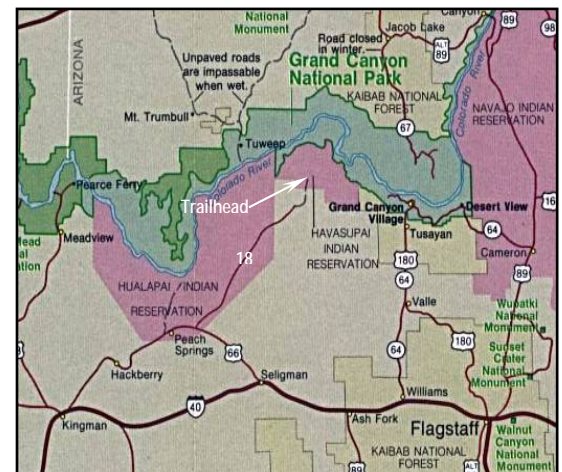 National
Monument
Canyon
89
98
Jacob Lake
Road closed
in winter.
ALT
89
ARIZONA
Unpaved roads
are impassable
when wet.
Grand Canyon
National Park
KAIBAB NATIONAL
FOREST
Colorado River
NAVAJO INDIAN
RESERVATION
Mt. Trumbull
67
Tuweep
Pearce Ferry
Colorado River
Trailhead
Grand Canyon
Village
Desert View
16
Mead
al
ation
Meadview
HAVASUPAI
INDIAN
RESERVATION
Tusayan
64
Cameron
18
180
64
89
HUALAPAI INDIAN
RESERVATION
Valle
Wupatki
National
Monument
Peach
Springs
66
64
180
Sunset
Crater
National
Monument
Hackberry
Seligman
Williams
40
Kingman
Ash Fork
Flagstaff
Walnut
Canyon
National
Monument
KAIBAB NATIONAL
FOREST
89
ALT